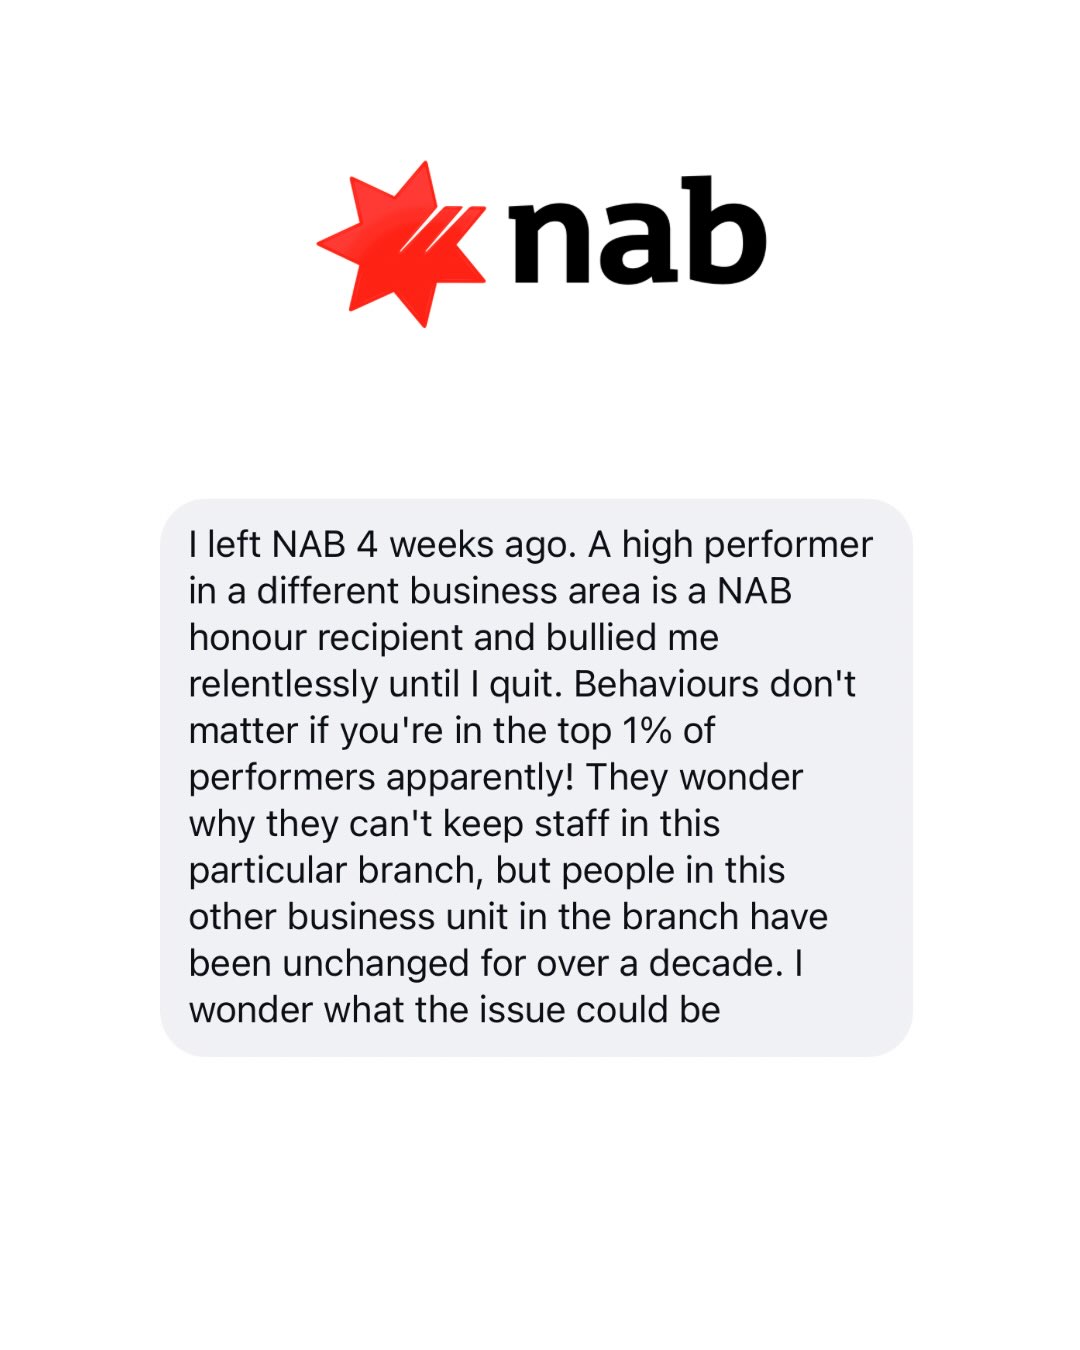 nab
I left NAB 4 weeks ago. A high performer
in a different business area is a NAB
honour recipient and bullied me
relentlessly until I quit. Behaviours don't
matter if you're in the top 1% of
performers apparently! They wonder
why they can't keep staff in this
particular branch, but people in this
other business unit in the branch have
been unchanged for over a decade. I
wonder what the issue could be